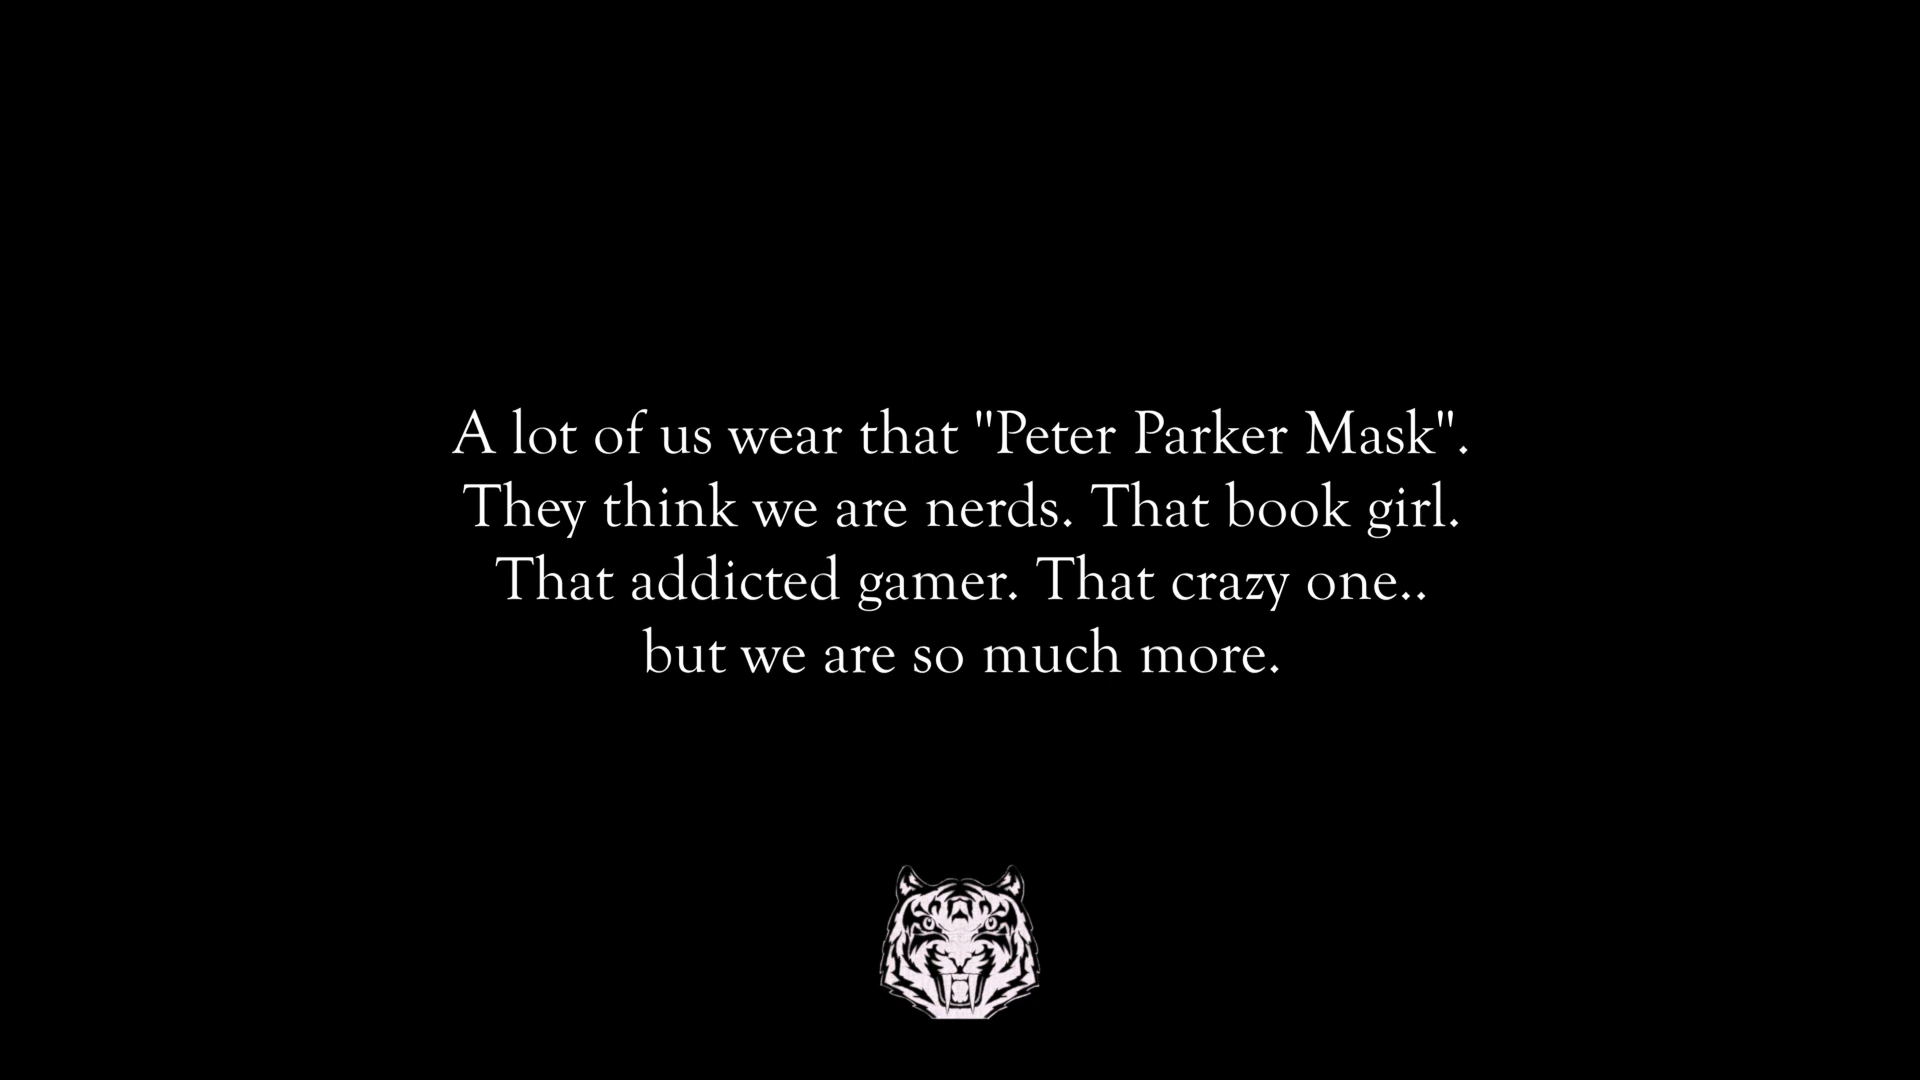 A lot of us wear that "Peter Parker Mask".
They think we are nerds. That book girl.
That addicted gamer. That crazy one..
but we are so much more.